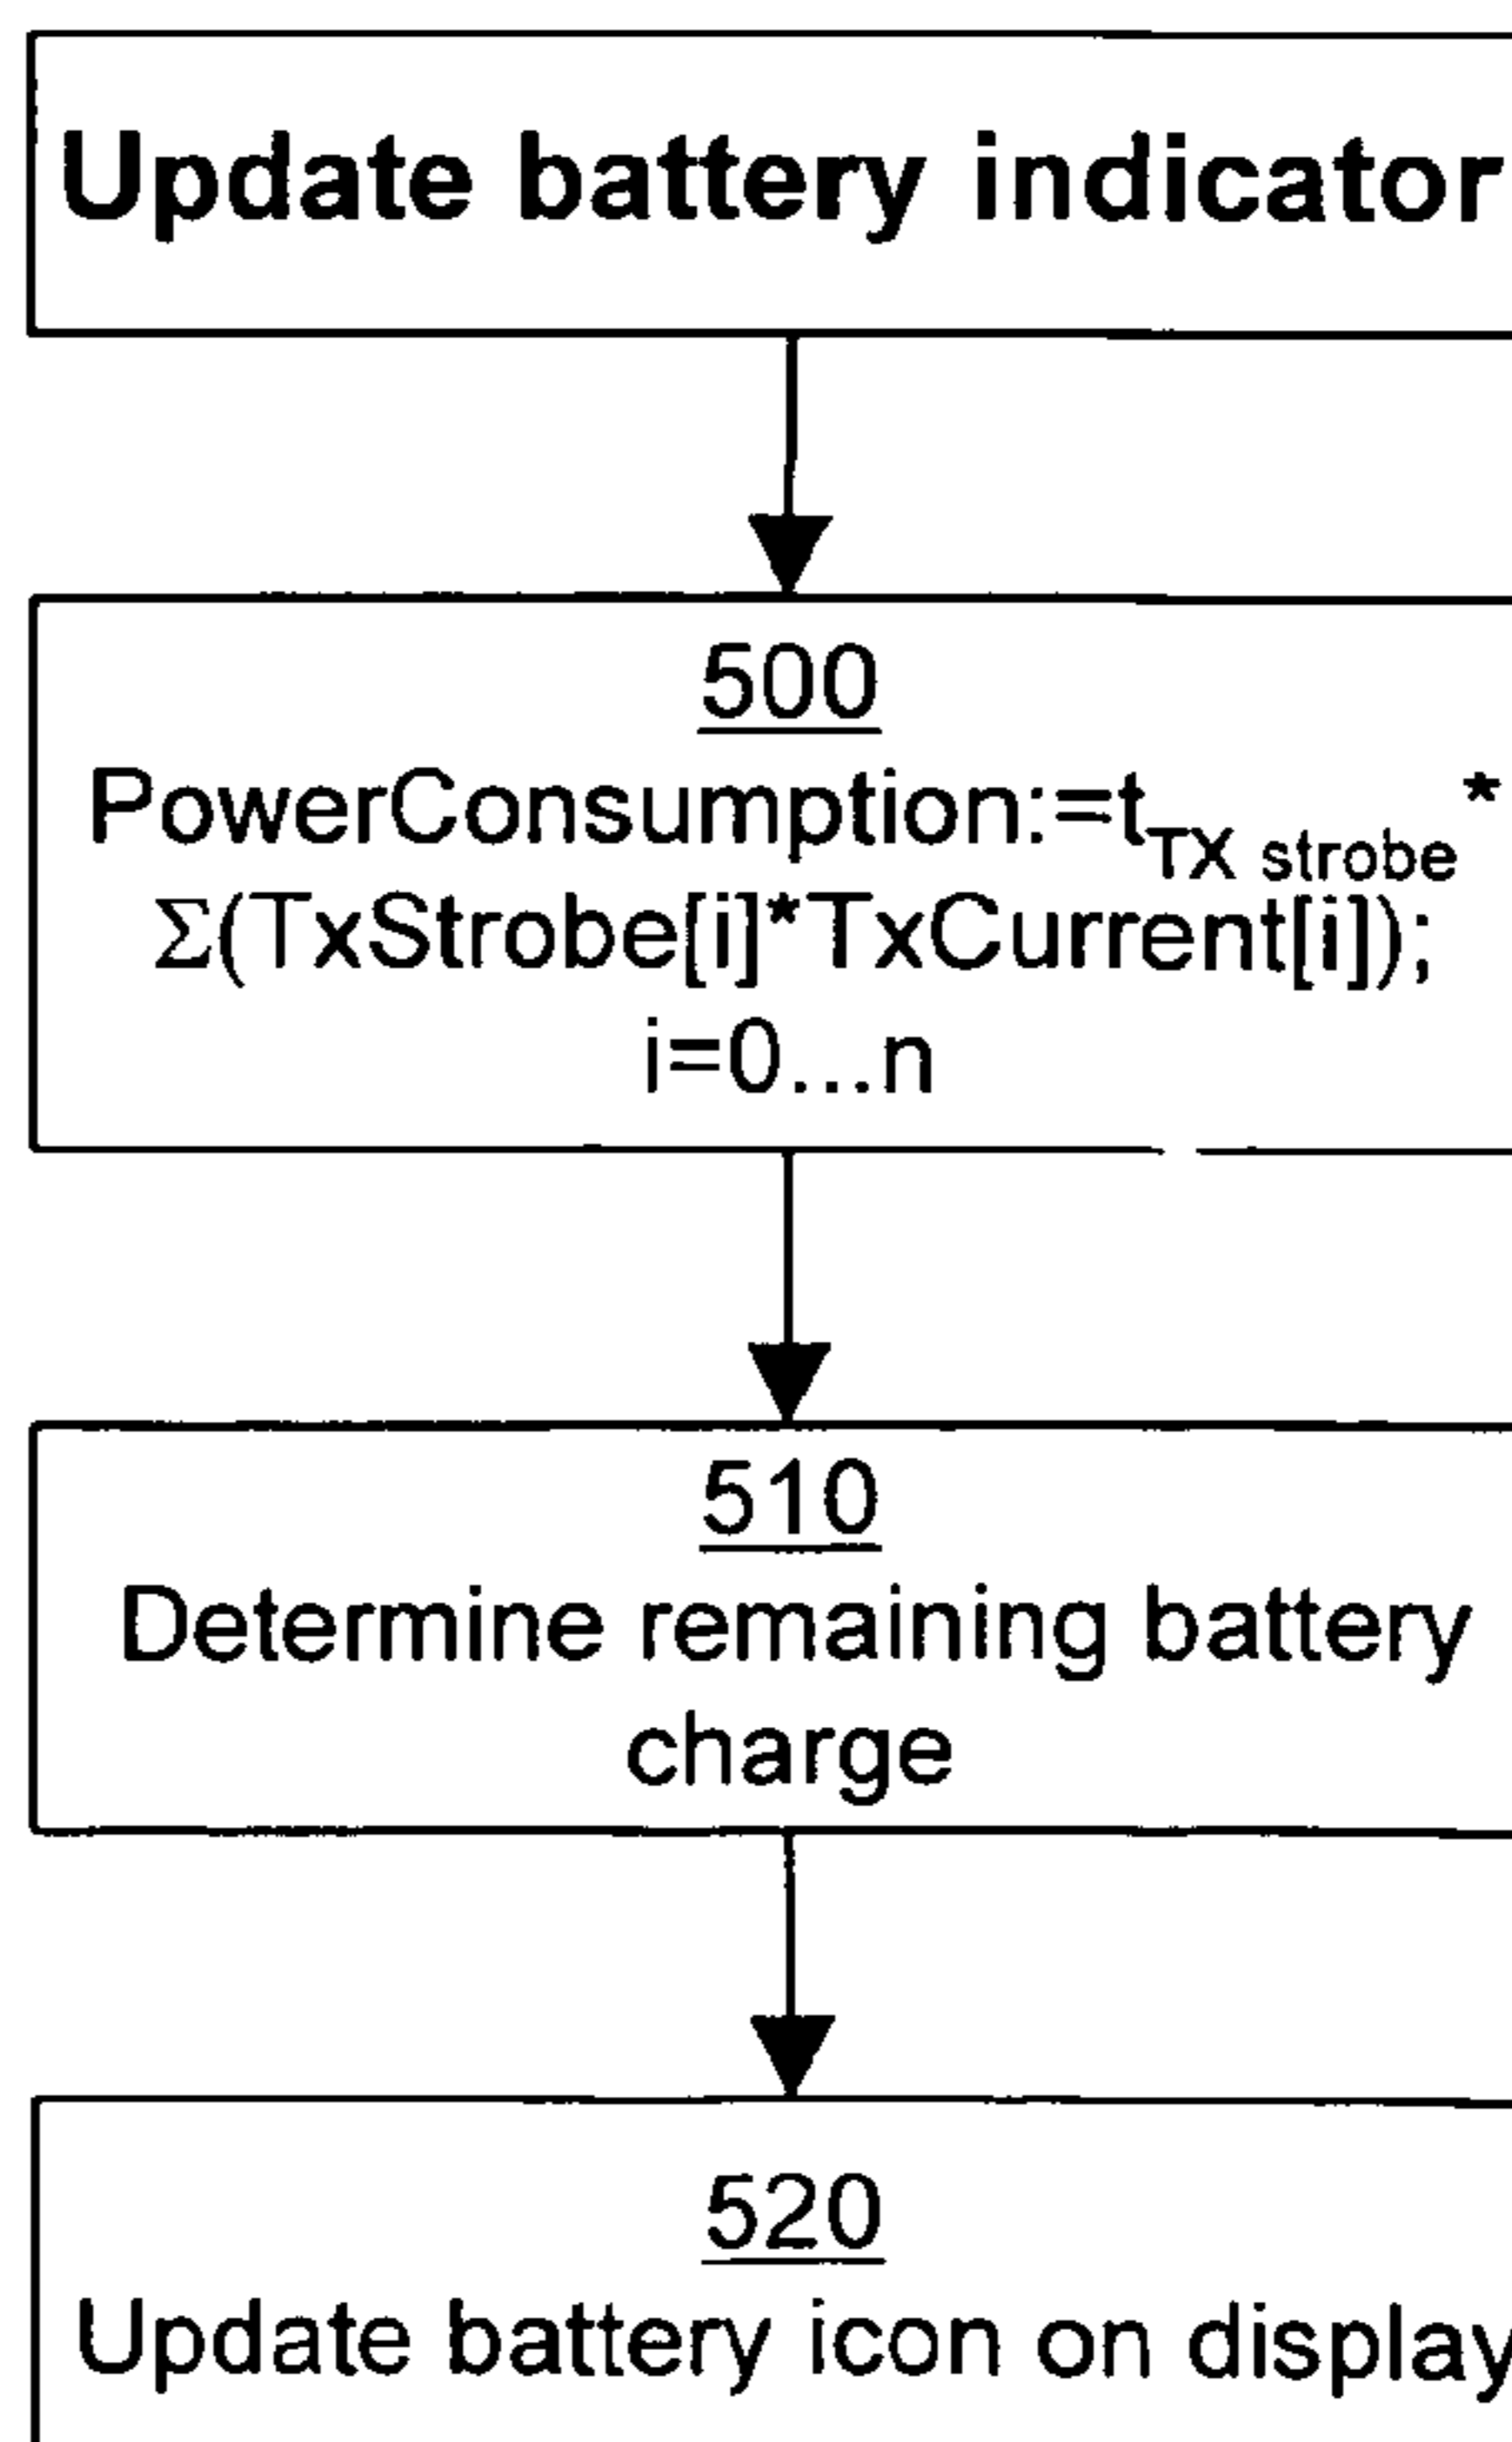 Update battery indicator
500
PowerConsumption:=tTX strobe*
Σ(TxStrobe[i]*TxCurrent[i]);
i=0...n
510
Determine remaining battery
charge
520
Update battery icon on display